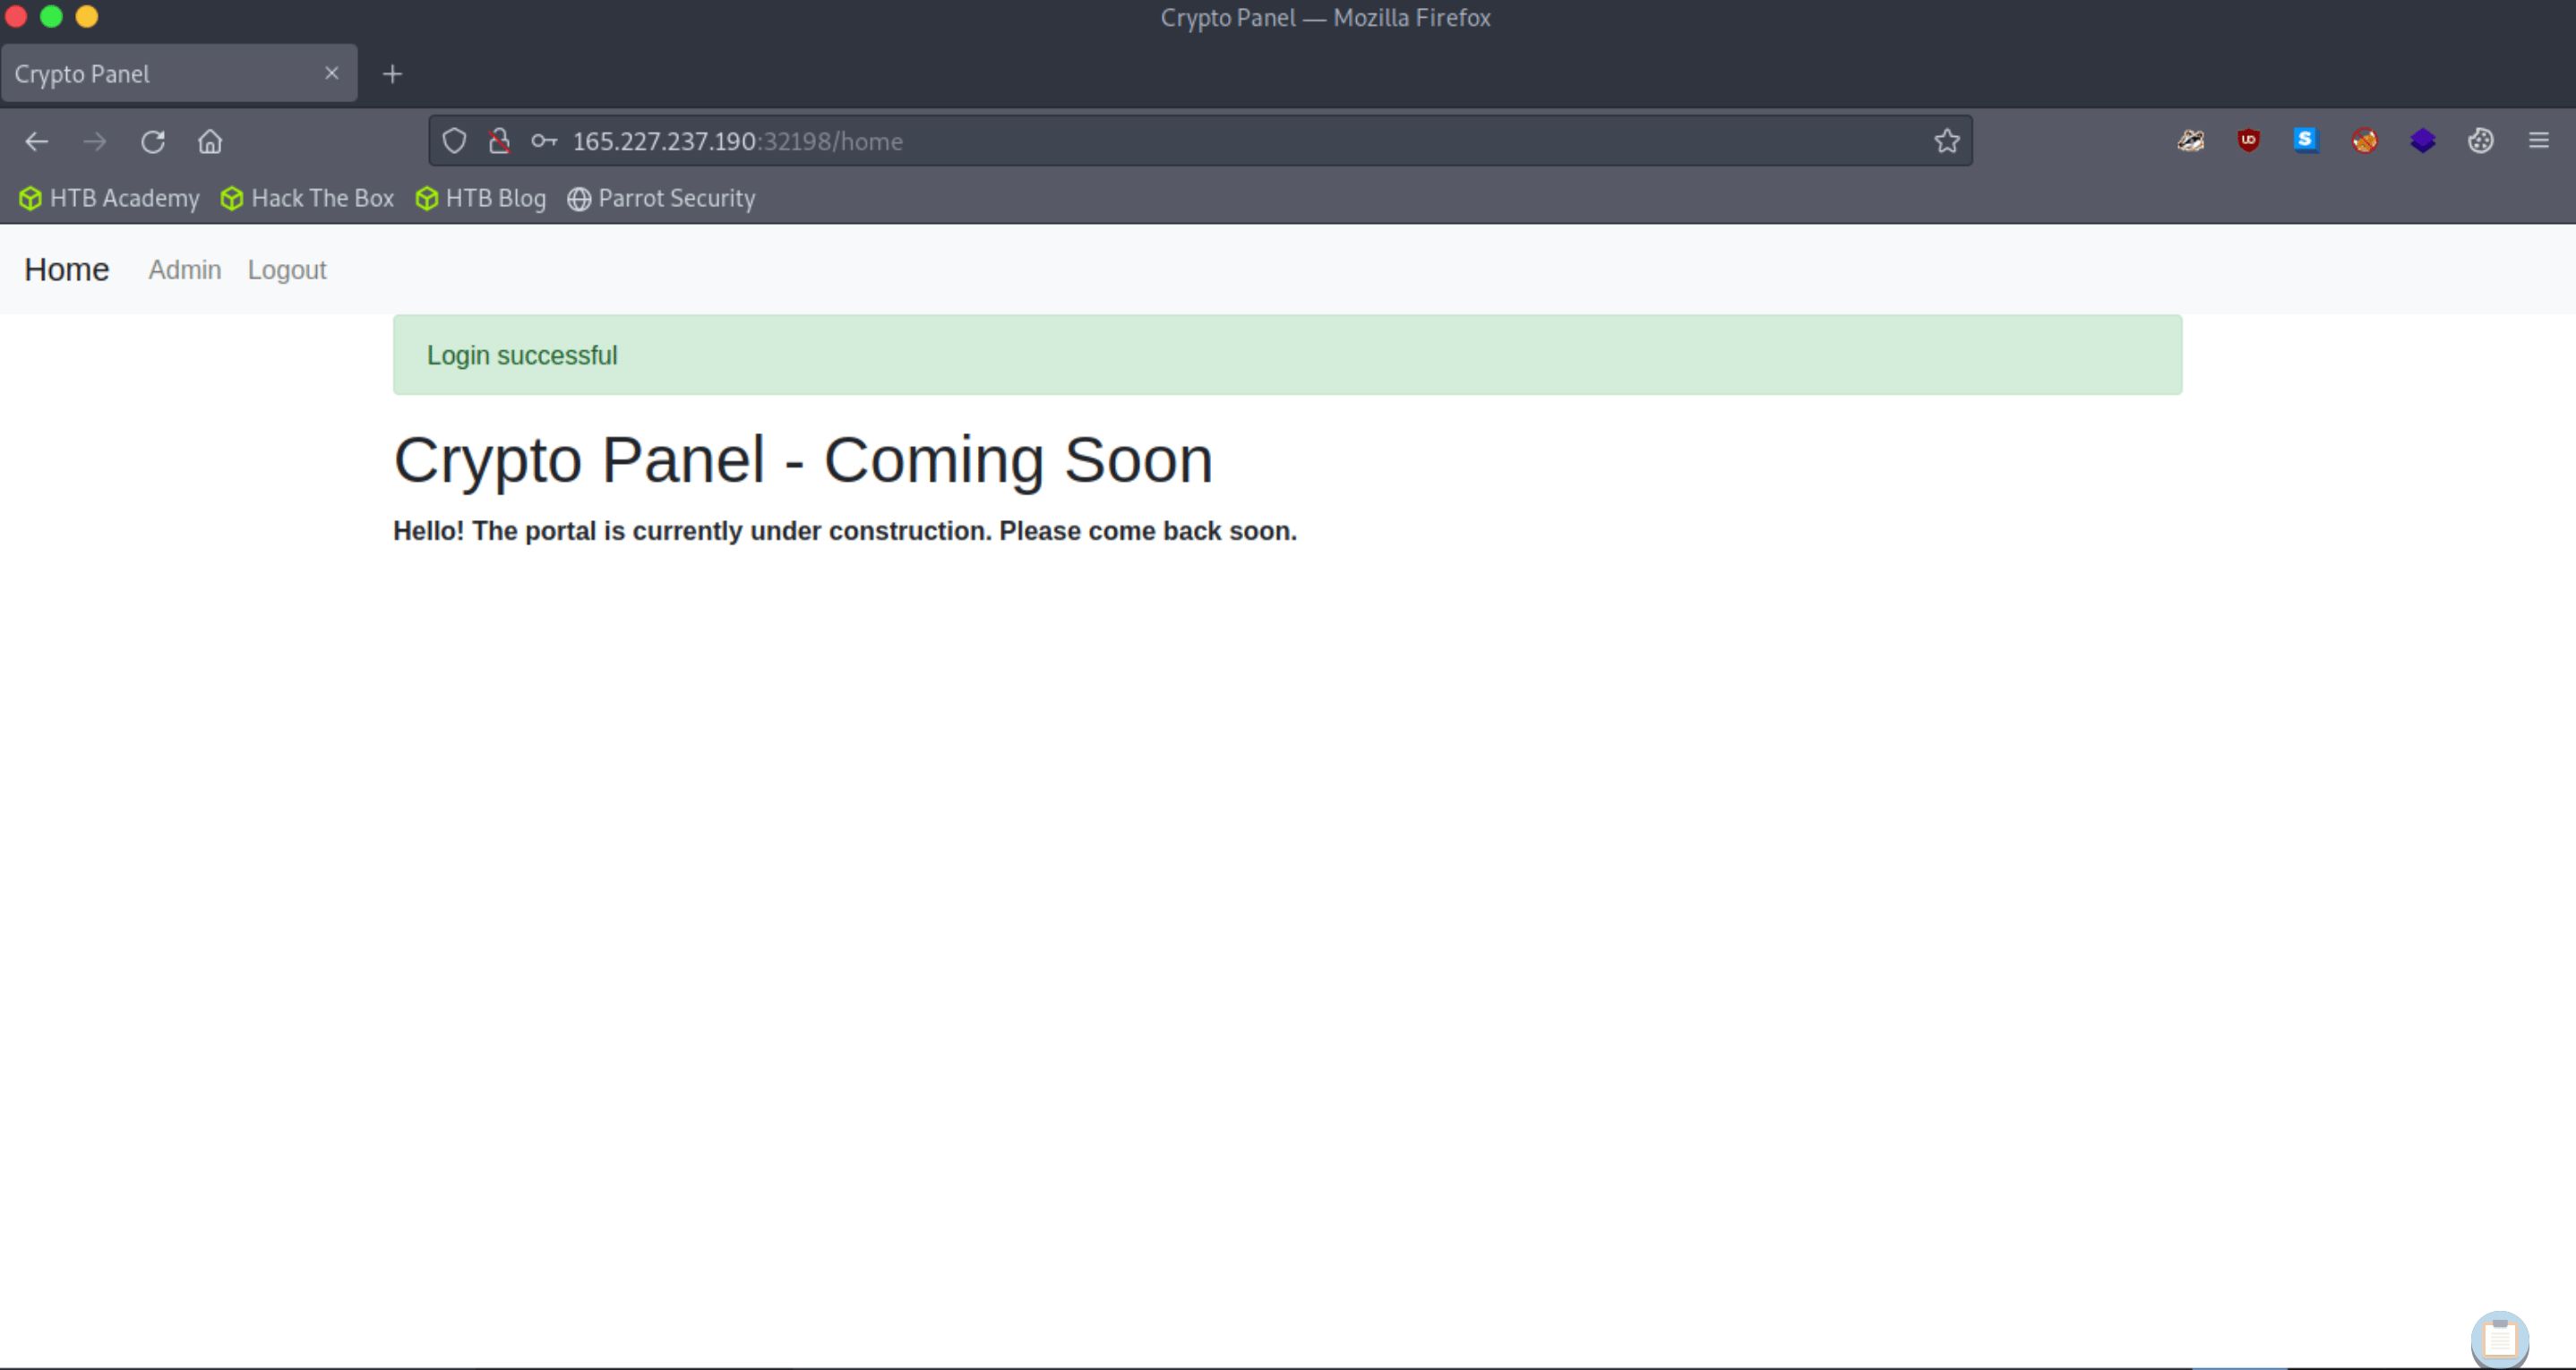 Crypto Panel — Mozilla Firefox
Crypto Panel
165.227.237.190:32198/home
HTB Academy Hack The Box HTB Blog Parrot Security
Home Admin Logout
Login successful
Crypto Panel - Coming Soon
Hello! The portal is currently under construction. Please come back soon.